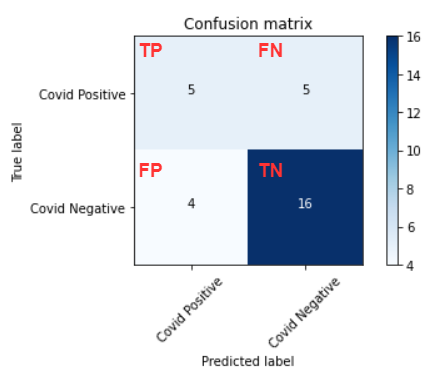 Confusion matrix
TP FN
5 5
Covid Positive
FP TN
4 16
Covid Negative
True label
Covid Positive
Covid Negative
Predicted label
16
14
12
10
8
6
4